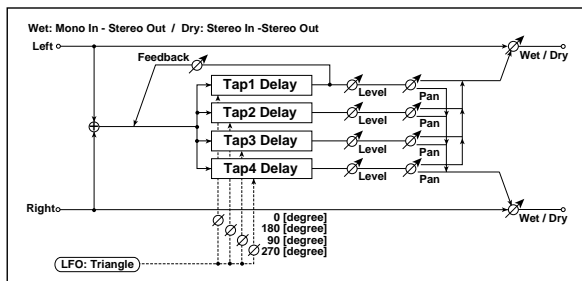 Wet: Mono In - Stereo Out / Dry: Stereo In -Stereo Out
Left
Wet / Dry
Feedback
Tap1 Delay
Level
Pan
Tap2 Delay
Pan
Tap3 Delay
Level
Pan
Tap4 Delay
Level
Pan
Right
Wet / Dry
0 [degree]
180 [degree]
90 [degree]
270 [degree]
LFO: Triangle